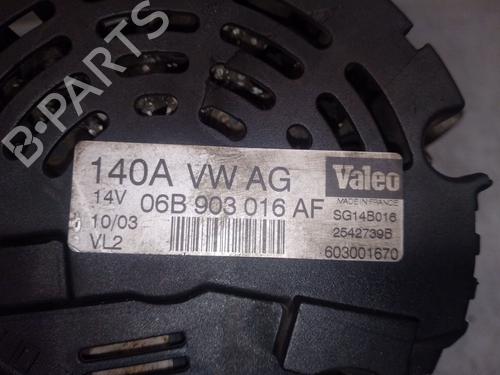 B-PARTS
140A VW AG
Valeo
14V 06B 903 016 AF
MADE IN FRANCE
SG14B016
10/03
2542739B
VL2
603001670